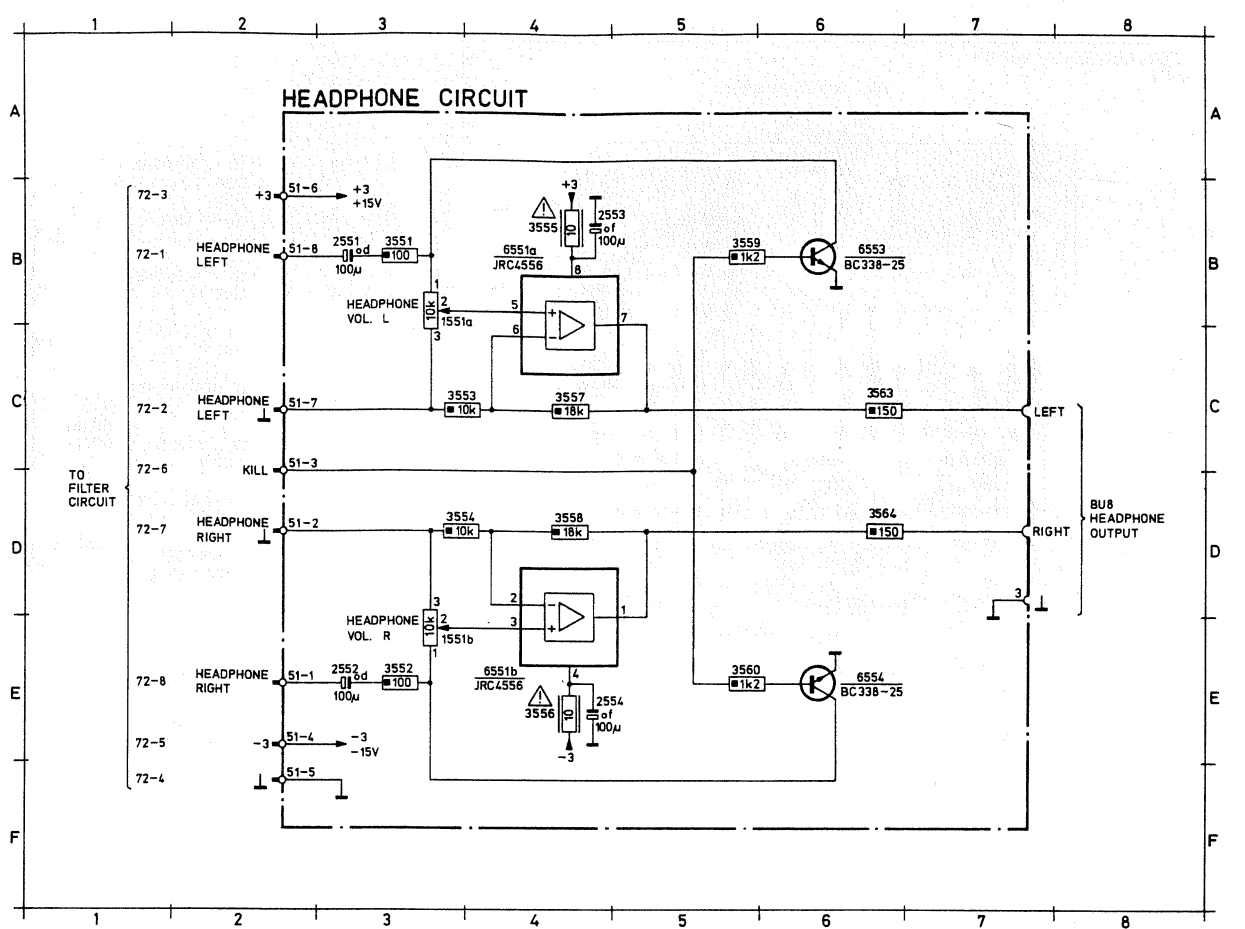 1 2 3 4 5 6 7 8
A A
HEADPHONE CIRCUIT
72-3 +3 51-6 +3
+15V
+3
3555
10
2553
of
100µ
72-1 HEADPHONE
LEFT
51-8
2551
od
100µ
3551
100
6551a
JRC4556
8
3559
1k2
6553
BC338-25
B B
HEADPHONE
VOL. L
1
10k
2
1551a
3
5 +
6 −
7
C C
72-2 HEADPHONE
LEFT
51-7
3553
10k
3557
18k
3563
150
LEFT
72-6 KILL 51-3
TO
FILTER
CIRCUIT
72-7 HEADPHONE
RIGHT
51-2
3554
10k
3558
18k
3564
150
RIGHT
BU8
HEADPHONE
OUTPUT
D D
3
HEADPHONE
VOL. R
3
10k
2
1551b
1
2 −
3 +
1
72-8 HEADPHONE
RIGHT
51-1
2552
od
100µ
3552
100
6551b
JRC4556
4
3560
1k2
6554
BC338-25
E E
3556
10
2554
of
100µ
-3
72-5 -3 51-4 -3
-15V
72-4 51-5
F F
1 2 3 4 5 6 7 8